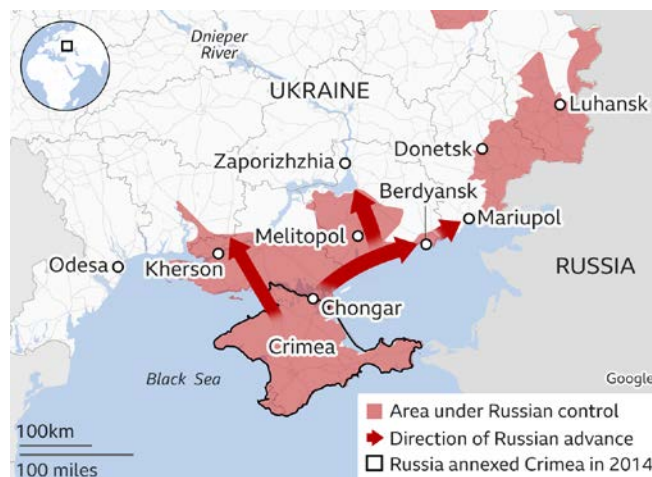 Dnieper
River
UKRAINE
Luhansk
Zaporizhzhia
Donetsk
Berdyansk
Mariupol
Melitopol
Odesa
Kherson
RUSSIA
Chongar
Crimea
Black Sea
Google
100km
100 miles
Area under Russian control
Direction of Russian advance
Russia annexed Crimea in 2014